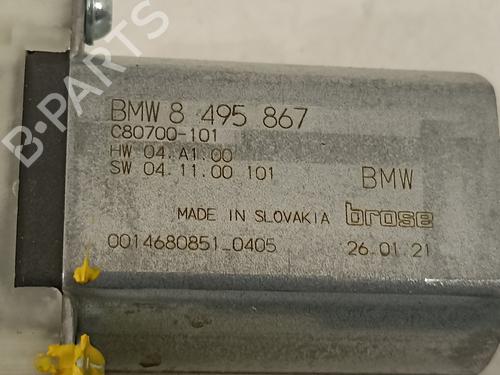 B-PARTS
BMW 8 495 867
C80700-101
HW 04.A1.00
SW 04.11.00 101
BMW
MADE IN SLOVAKIA brose
0014680851_0405 26.01.21